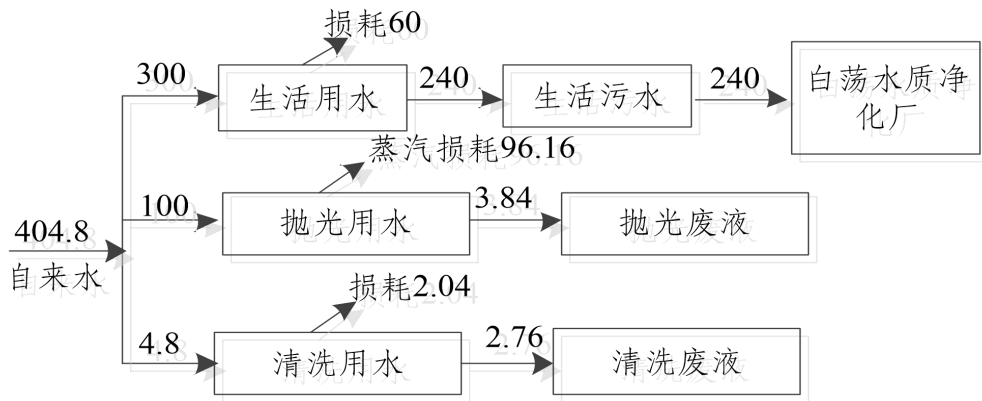 损耗60
300
生活用水
240
生活污水
240
白荡水质净
化厂
蒸汽损耗96.16
100
抛光用水
3.84
抛光废液
404.8
自来水
损耗2.04
4.8
清洗用水
2.76
清洗废液